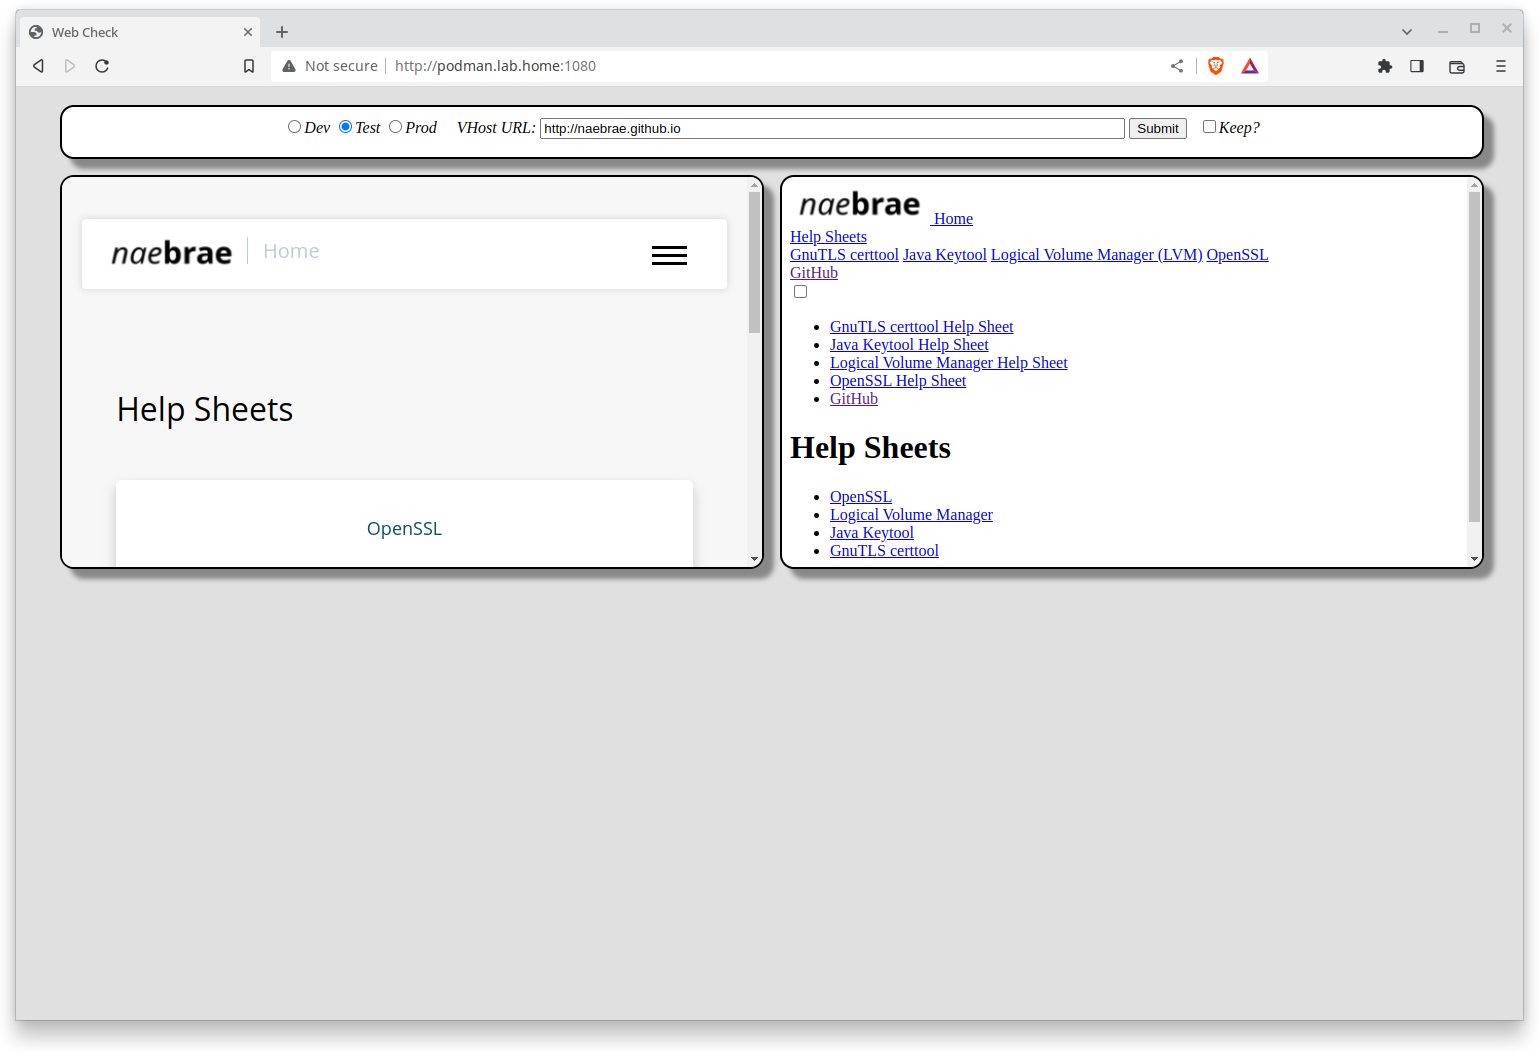 Web Check
Not secure http://podman.lab.home:1080
Dev Test Prod VHost URL: http://naebrae.github.io Submit Keep?
naebrae Home
Help Sheets
OpenSSL
naebrae Home
Help Sheets
GnuTLS certtool Java Keytool Logical Volume Manager (LVM) OpenSSL
GitHub
GnuTLS certtool Help Sheet
Java Keytool Help Sheet
Logical Volume Manager Help Sheet
OpenSSL Help Sheet
GitHub
Help Sheets
OpenSSL
Logical Volume Manager
Java Keytool
GnuTLS certtool